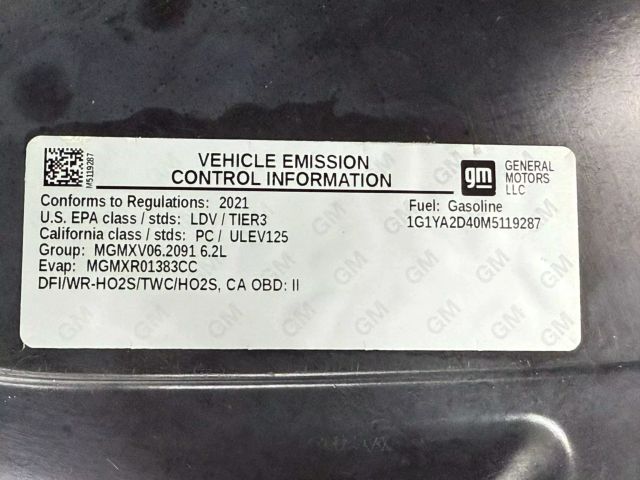 M5119287
VEHICLE EMISSION
CONTROL INFORMATION
gm
GENERAL
MOTORS
LLC
Conforms to Regulations: 2021
Fuel: Gasoline
U.S. EPA class / stds: LDV / TIER3
1G1YA2D40M5119287
California class / stds: PC / ULEV125
Group: MGMXV06.2091 6.2L
Evap: MGMXR01383CC
DFI/WR-HO2S/TWC/HO2S, CA OBD: II